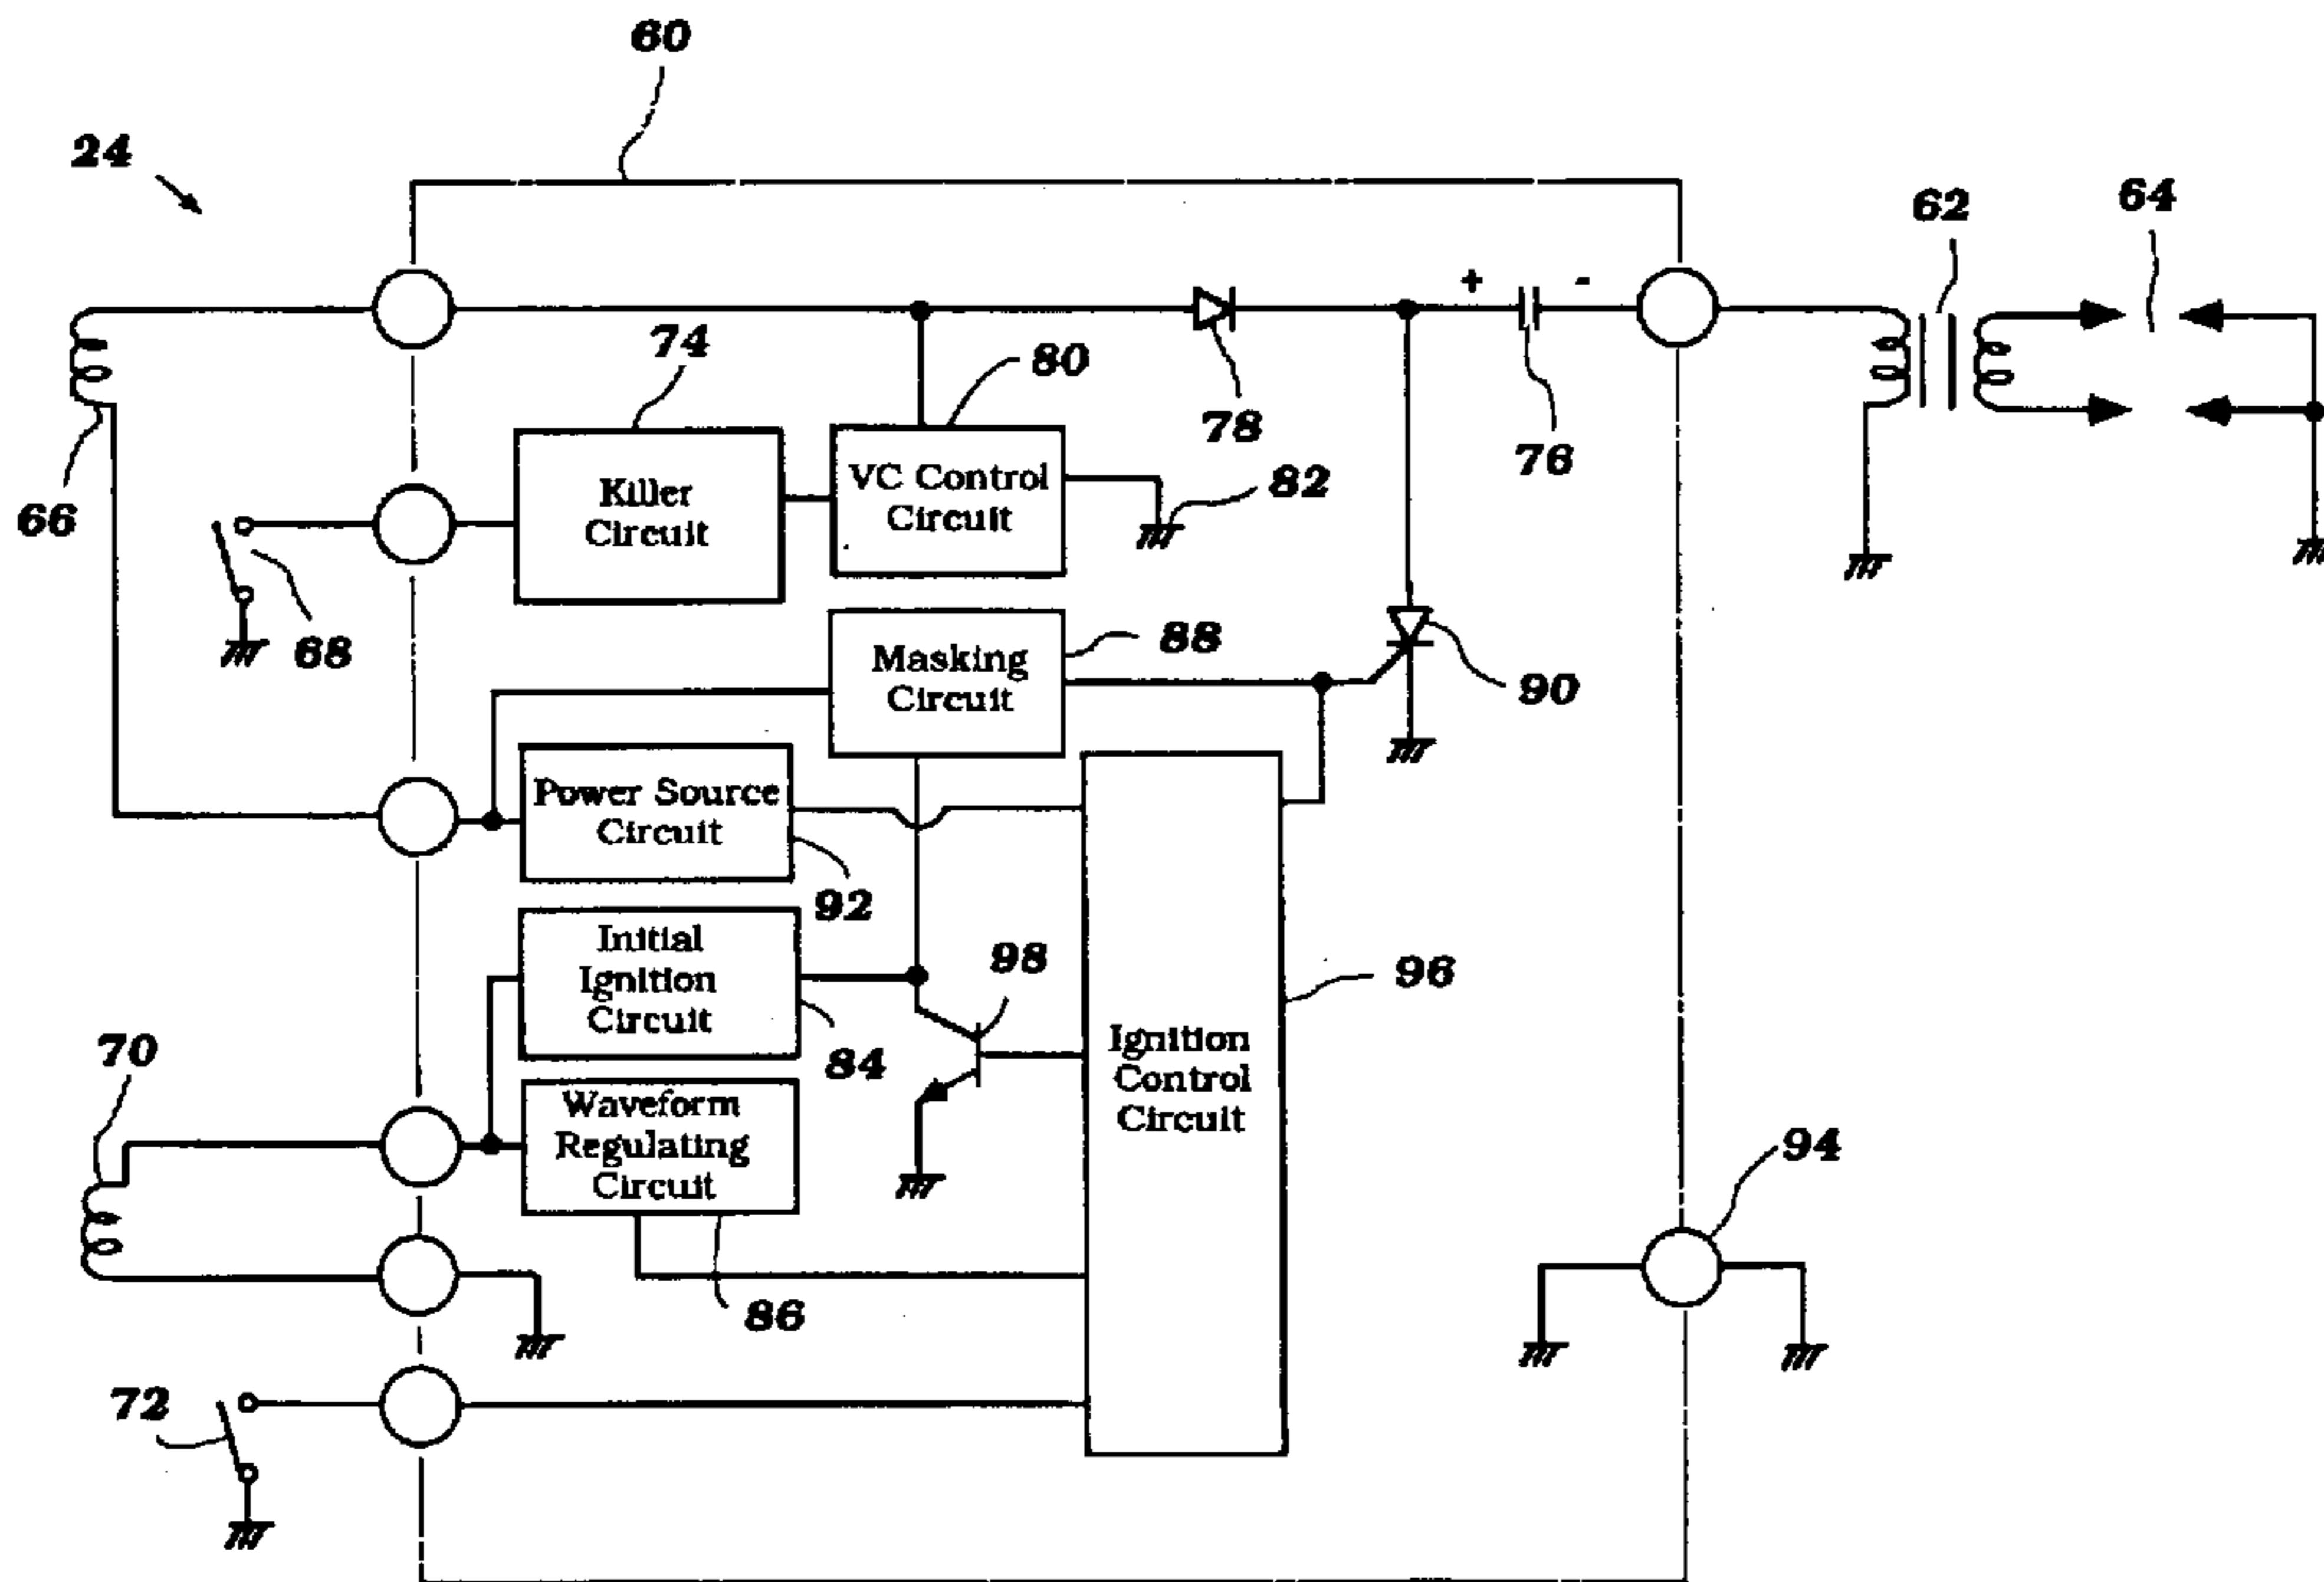 60
24
62
64
+
-
74
80
78
76
Killer
Circuit
VC Control
Circuit
82
66
68
Masking
Circuit
88
90
Power Source
Circuit
92
Initial
Ignition
Circuit
98
96
84
70
Ignition
Control
Circuit
Waveform
Regulating
Circuit
94
86
72